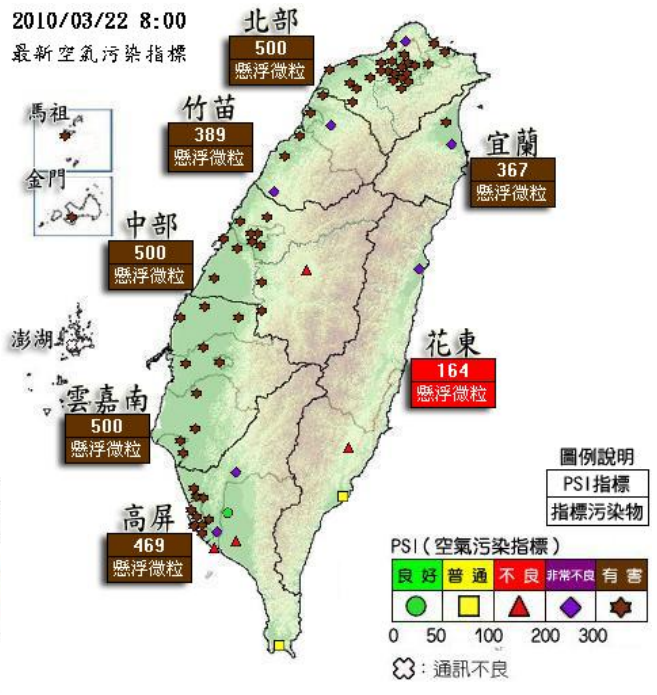 2010/03/22 8:00
最新空氣污染指標
北部
500
懸浮微粒
竹苗
389
懸浮微粒
馬祖
金門
宜蘭
367
懸浮微粒
中部
500
懸浮微粒
澎湖
花東
164
懸浮微粒
雲嘉南
500
懸浮微粒
高屏
469
懸浮微粒
圖例說明
PSI指標
指標污染物
PSI(空氣污染指標)
良好 普通 不良 非常不良 有害
0 50 100 200 300
：通訊不良